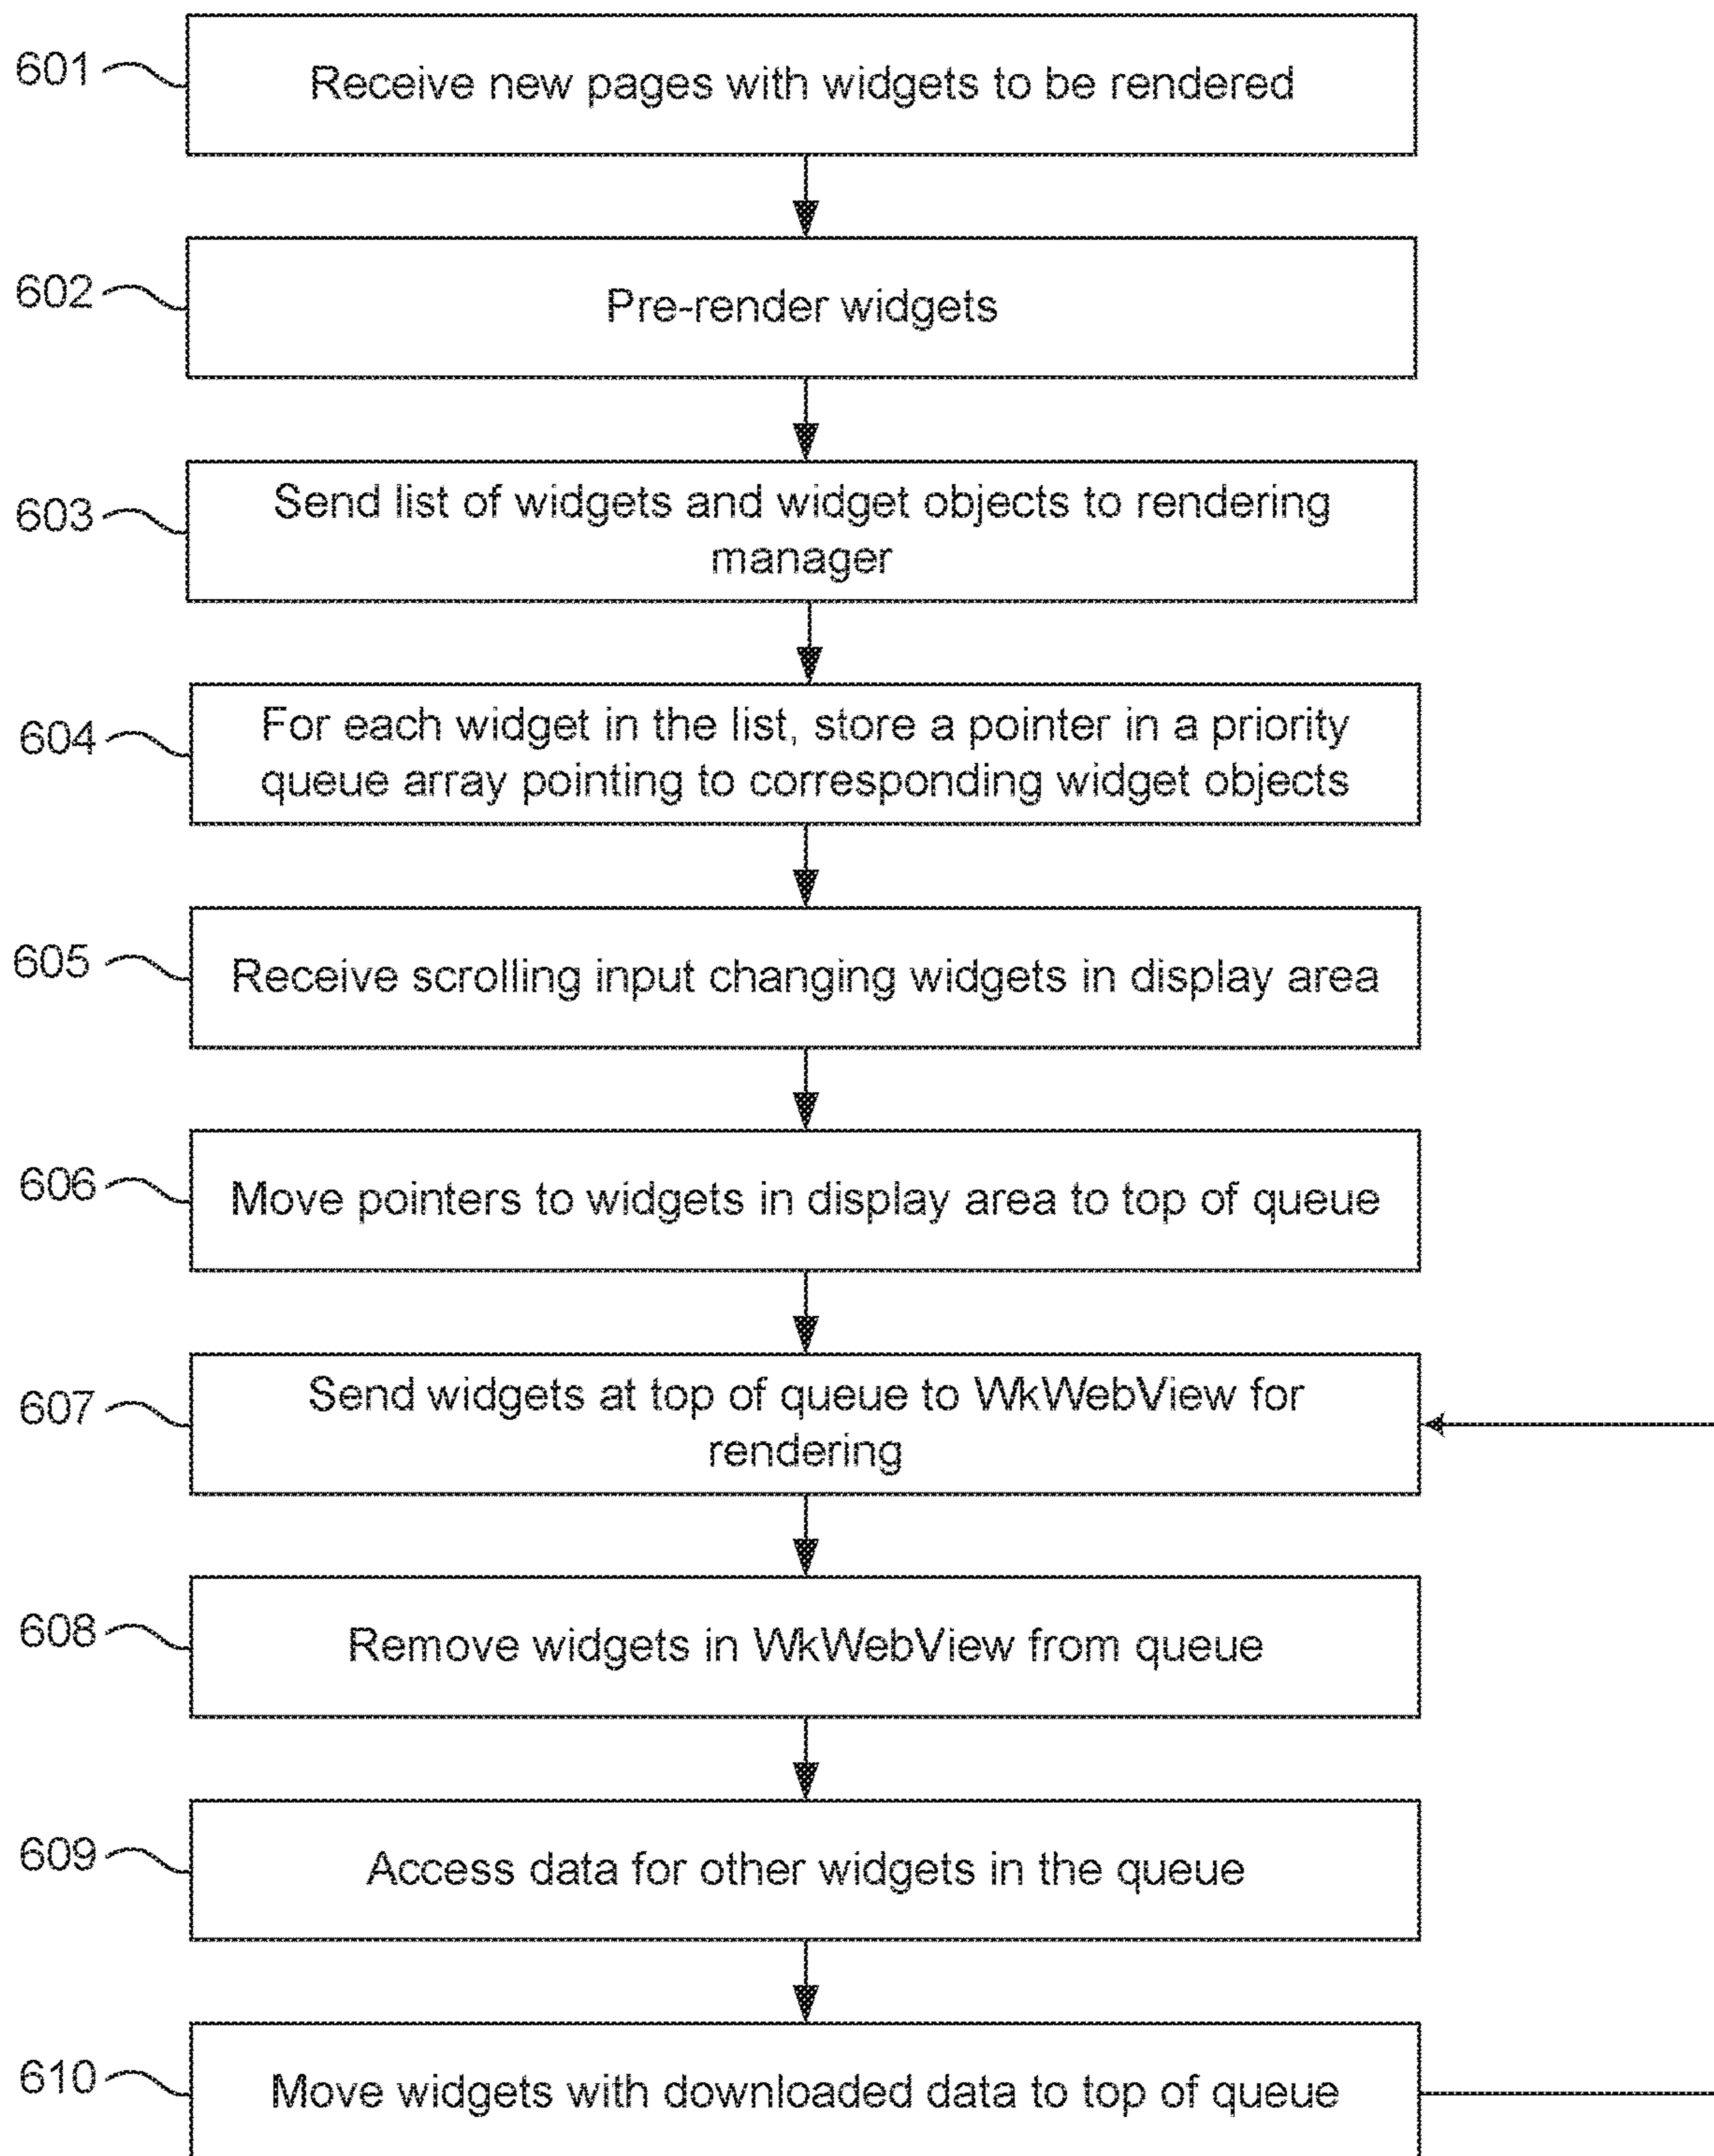 601
Receive new pages with widgets to be rendered
602
Pre-render widgets
603
Send list of widgets and widget objects to rendering
manager
604
For each widget in the list, store a pointer in a priority
queue array pointing to corresponding widget objects
605
Receive scrolling input changing widgets in display area
606
Move pointers to widgets in display area to top of queue
607
Send widgets at top of queue to WkWebView for
rendering
608
Remove widgets in WkWebView from queue
609
Access data for other widgets in the queue
610
Move widgets with downloaded data to top of queue